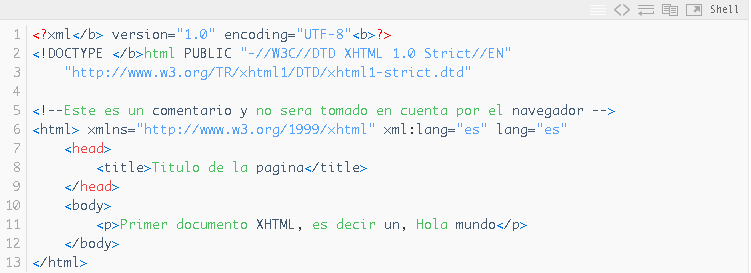 Shell
1 <?xml</b> version="1.0" encoding="UTF-8"<b>?>
2 <!DOCTYPE </b>html PUBLIC "-//W3C//DTD XHTML 1.0 Strict//EN"
3     "http://www.w3.org/TR/xhtml1/DTD/xhtml1-strict.dtd"
4
5 <!--Este es un comentario y no sera tomado en cuenta por el navegador -->
6 <html> xmlns="http://www.w3.org/1999/xhtml" xml:lang="es" lang="es"
7     <head>
8         <title>Titulo de la pagina</title>
9     </head>
10     <body>
11         <p>Primer documento XHTML, es decir un, Hola mundo</p>
12     </body>
13 </html>